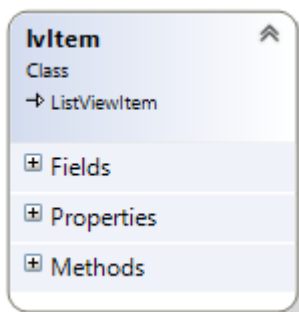 lvItem
Class
ListViewItem
Fields
Properties
Methods